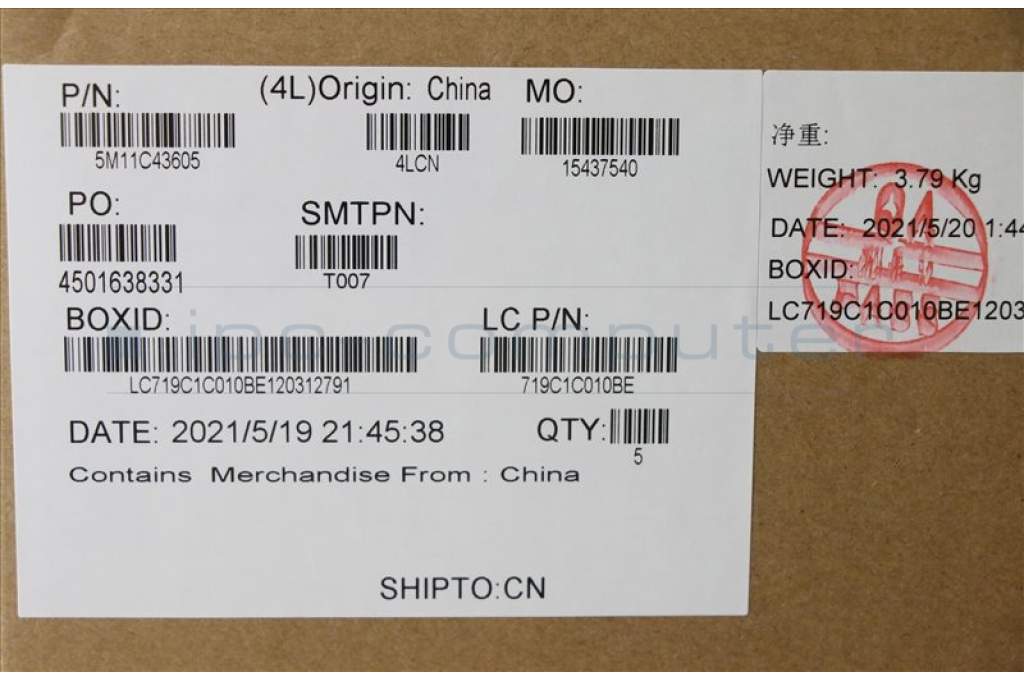 P/N:
(4L)Origin: China
MO:
5M11C43605
4LCN
15437540
PO:
SMTPN:
4501638331
T007
BOXID:
LC P/N:
LC719C1C010BE120312791
719C1C010BE
DATE: 2021/5/19 21:45:38
QTY:
5
Contains Merchandise From : China
SHIPTO:CN
净重:
WEIGHT: 3.79 Kg
DATE: 2021/5/20 1:44
BOXID:
LC719C1C010BE1203
ipc computer